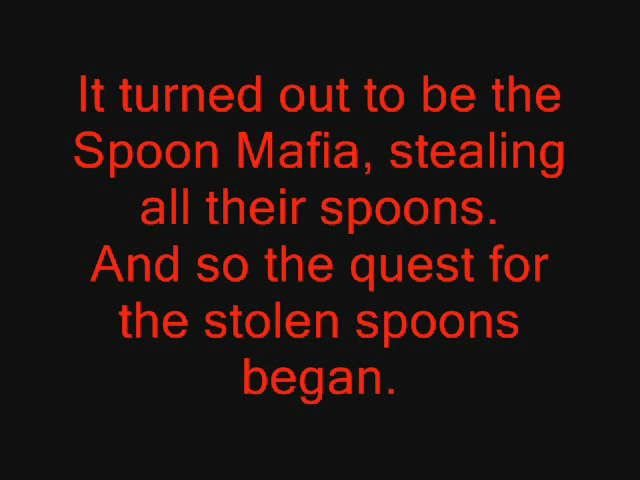 It turned out to be the
Spoon Mafia, stealing
all their spoons.
And so the quest for
the stolen spoons
began.